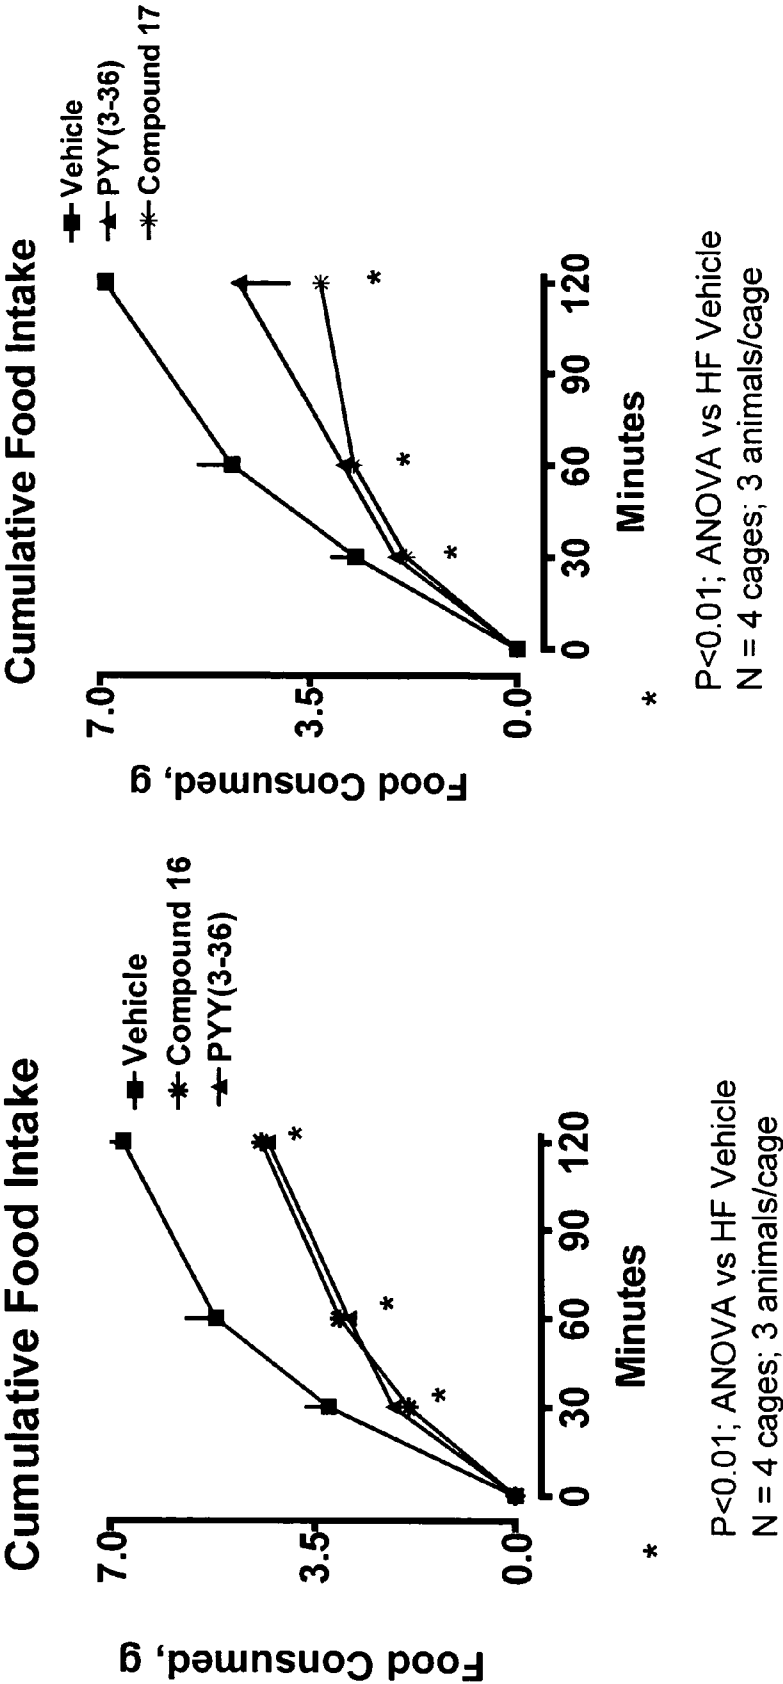 Cumulative Food Intake
Vehicle
Compound 16
PYY(3-36)
7.0
3.5
0.0
Food Consumed, g
0 30 60 90 120
Minutes
*
*
*
*
P<0.01; ANOVA vs HF Vehicle
N = 4 cages; 3 animals/cage
Cumulative Food Intake
Vehicle
PYY(3-36)
Compound 17
7.0
3.5
0.0
Food Consumed, g
0 30 60 90 120
Minutes
*
*
*
*
P<0.01; ANOVA vs HF Vehicle
N = 4 cages; 3 animals/cage